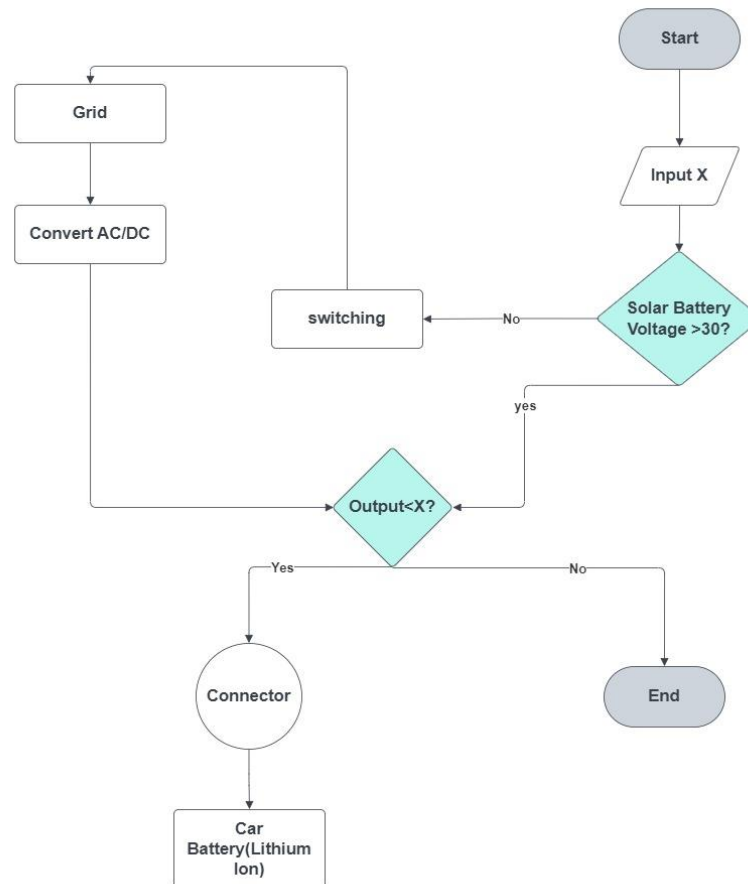 Start
Input X
Solar Battery
Voltage >30?
No
switching
Grid
Convert AC/DC
yes
Output<X?
Yes
No
Connector
End
Car
Battery(Lithium
Ion)